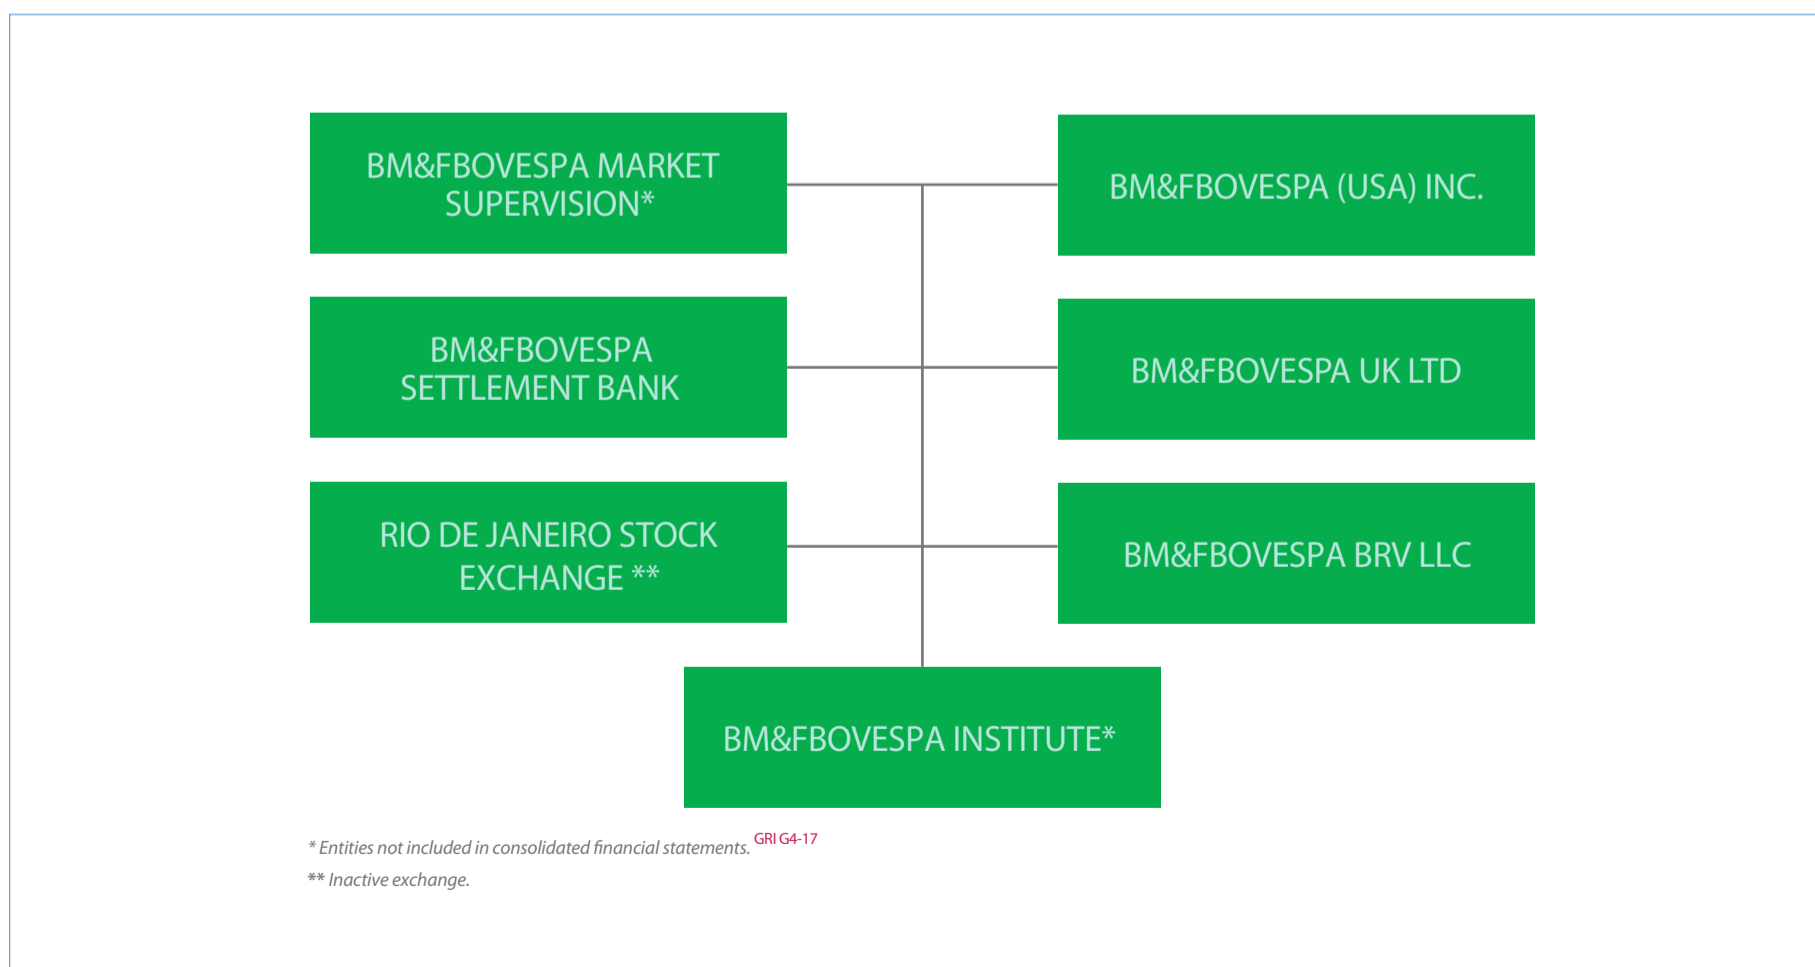 BM&FBOVESPA MARKET
SUPERVISION*
BM&FBOVESPA (USA) INC.
BM&FBOVESPA
SETTLEMENT BANK
BM&FBOVESPA UK LTD
RIO DE JANEIRO STOCK
EXCHANGE **
BM&FBOVESPA BRV LLC
BM&FBOVESPA INSTITUTE*
* Entities not included in consolidated financial statements. GRI G4-17
** Inactive exchange.